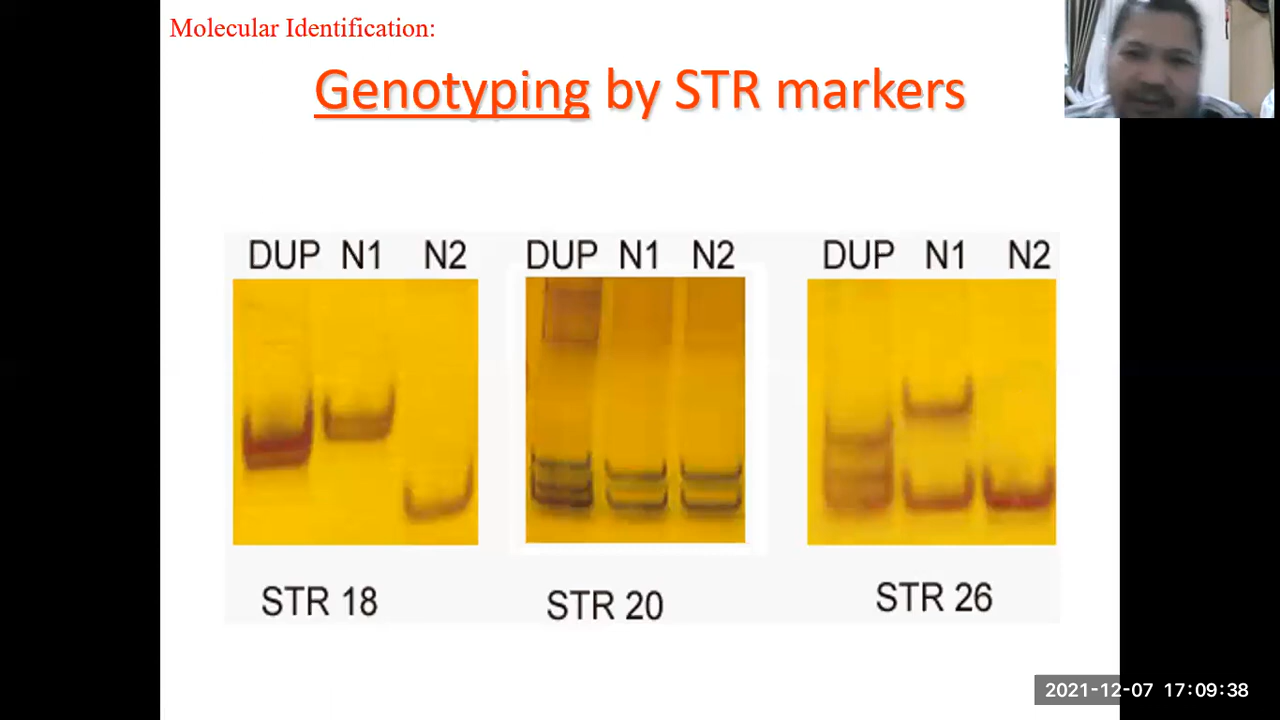 Molecular Identification:
Genotyping by STR markers
DUP N1 N2
DUP N1 N2
DUP N1 N2
STR 18
STR 20
STR 26
2021-12-07 17:09:38